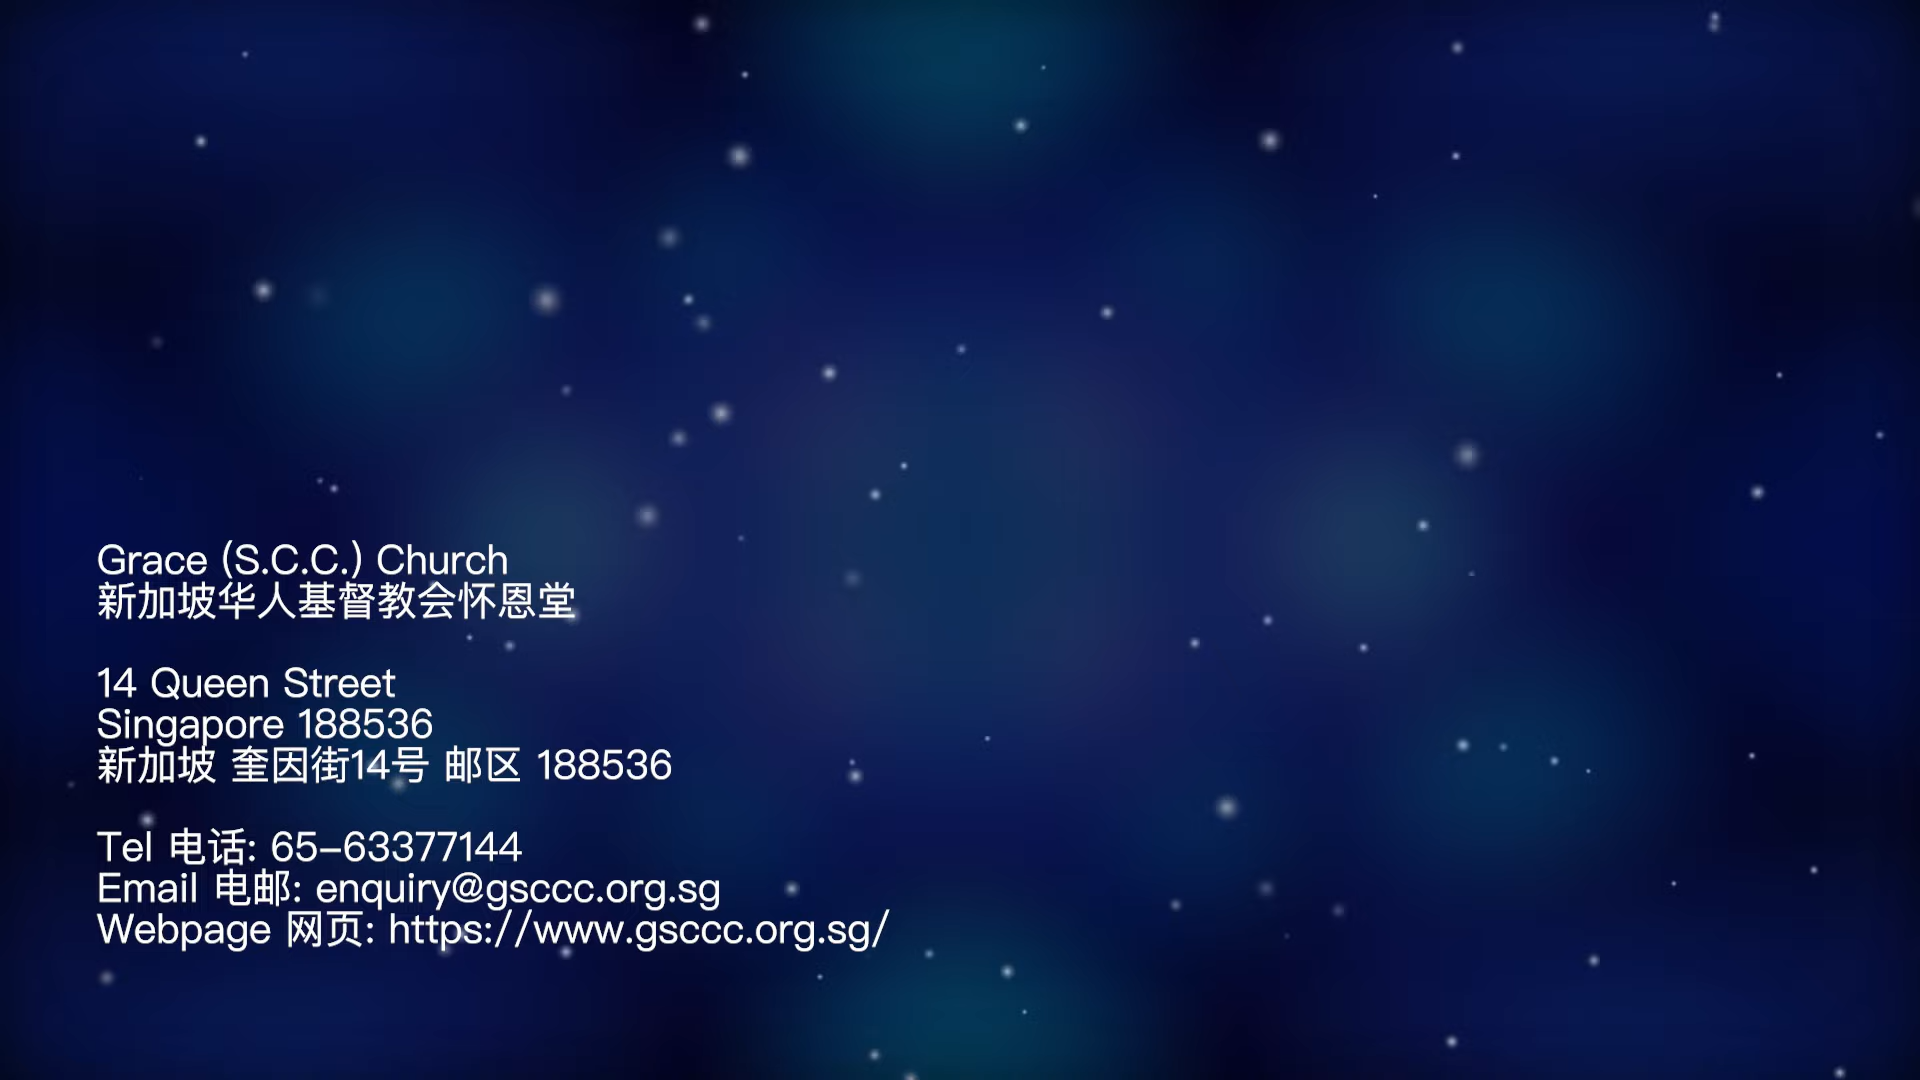 Grace (S.C.C.) Church
新加坡华人基督教会怀恩堂
14 Queen Street
Singapore 188536
新加坡 奎因街14号 邮区 188536
Tel 电话: 65-63377144
Email 电邮: enquiry@gsccc.org.sg
Webpage 网页: https://www.gsccc.org.sg/